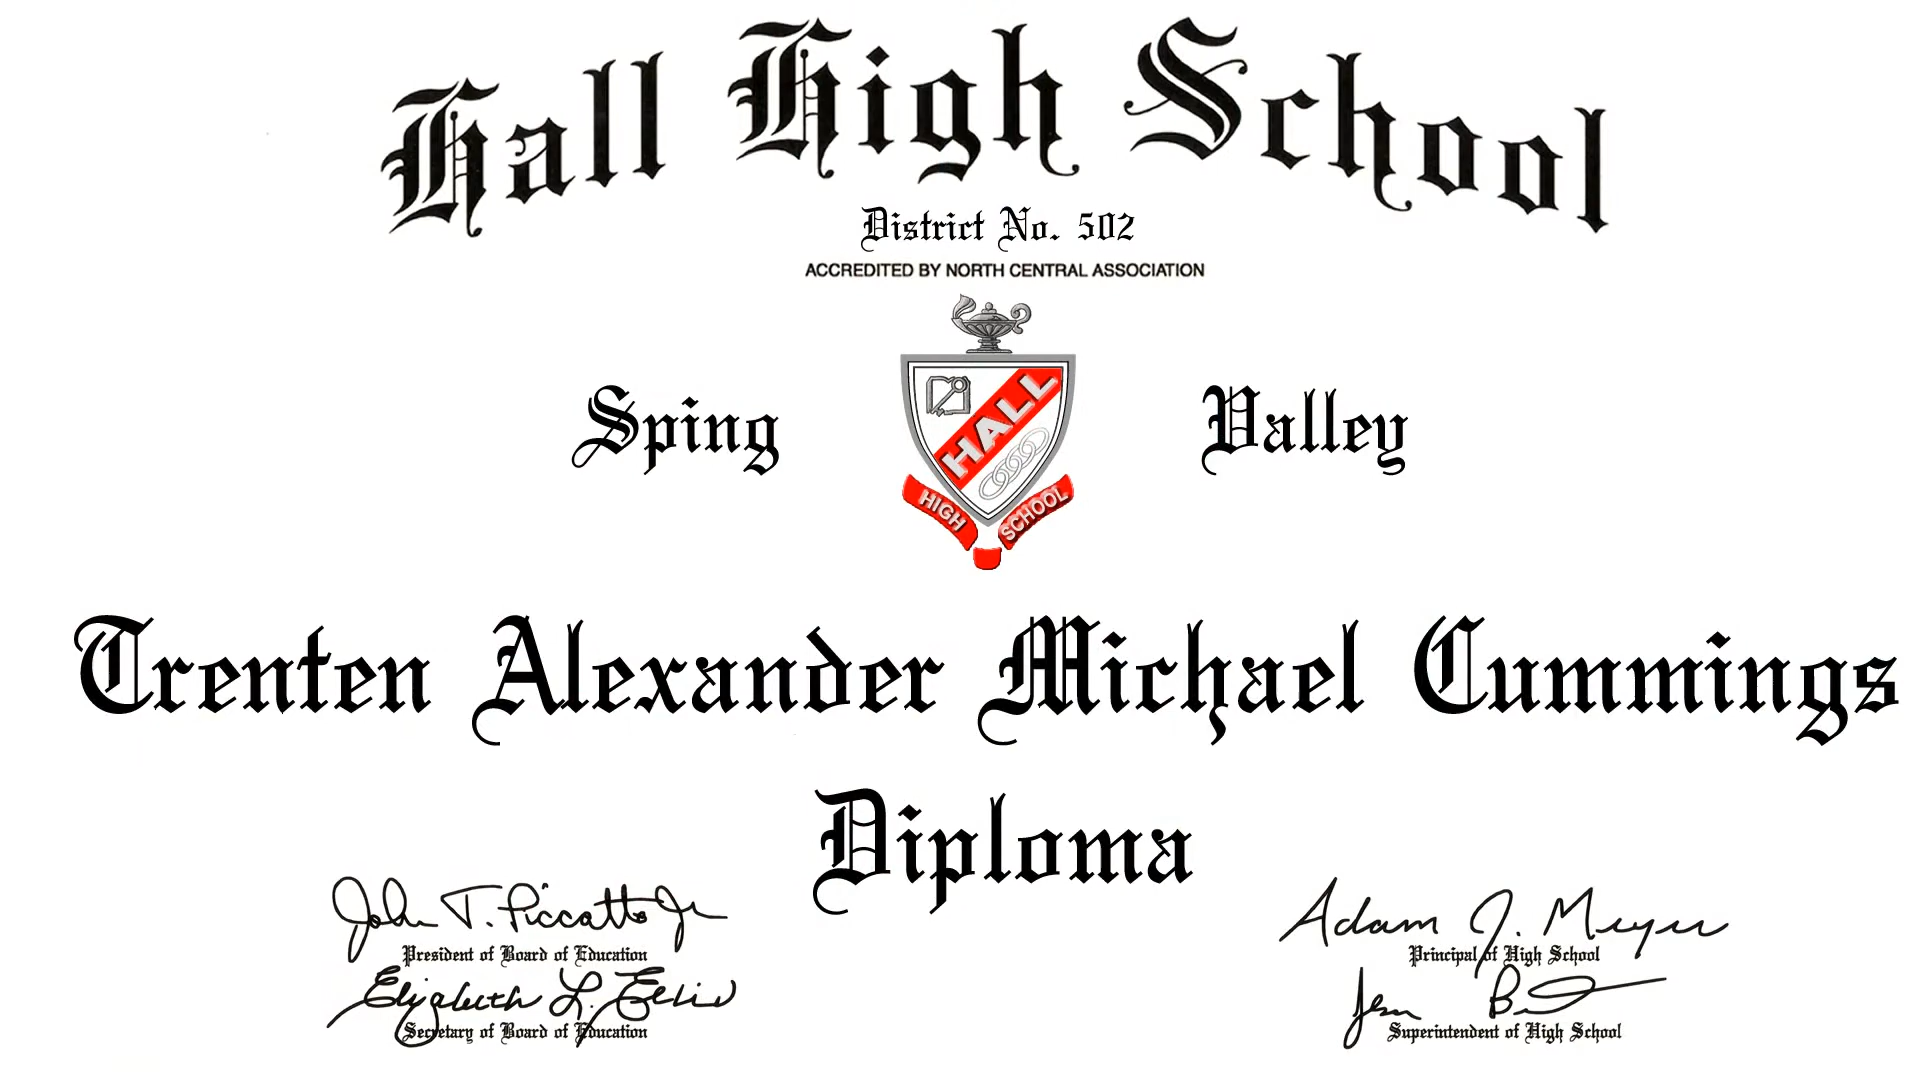 Hall High School
District No. 502
ACCREDITED BY NORTH CENTRAL ASSOCIATION
Sping Valley
HALL
HIGH SCHOOL
Trenten Alexander Michael Cummings
Diploma
John T. Piccatto Jr
President of Board of Education
Elizabeth L. Ellis
Secretary of Board of Education
Adam J. Meyer
Principal of High School
Superintendent of High School